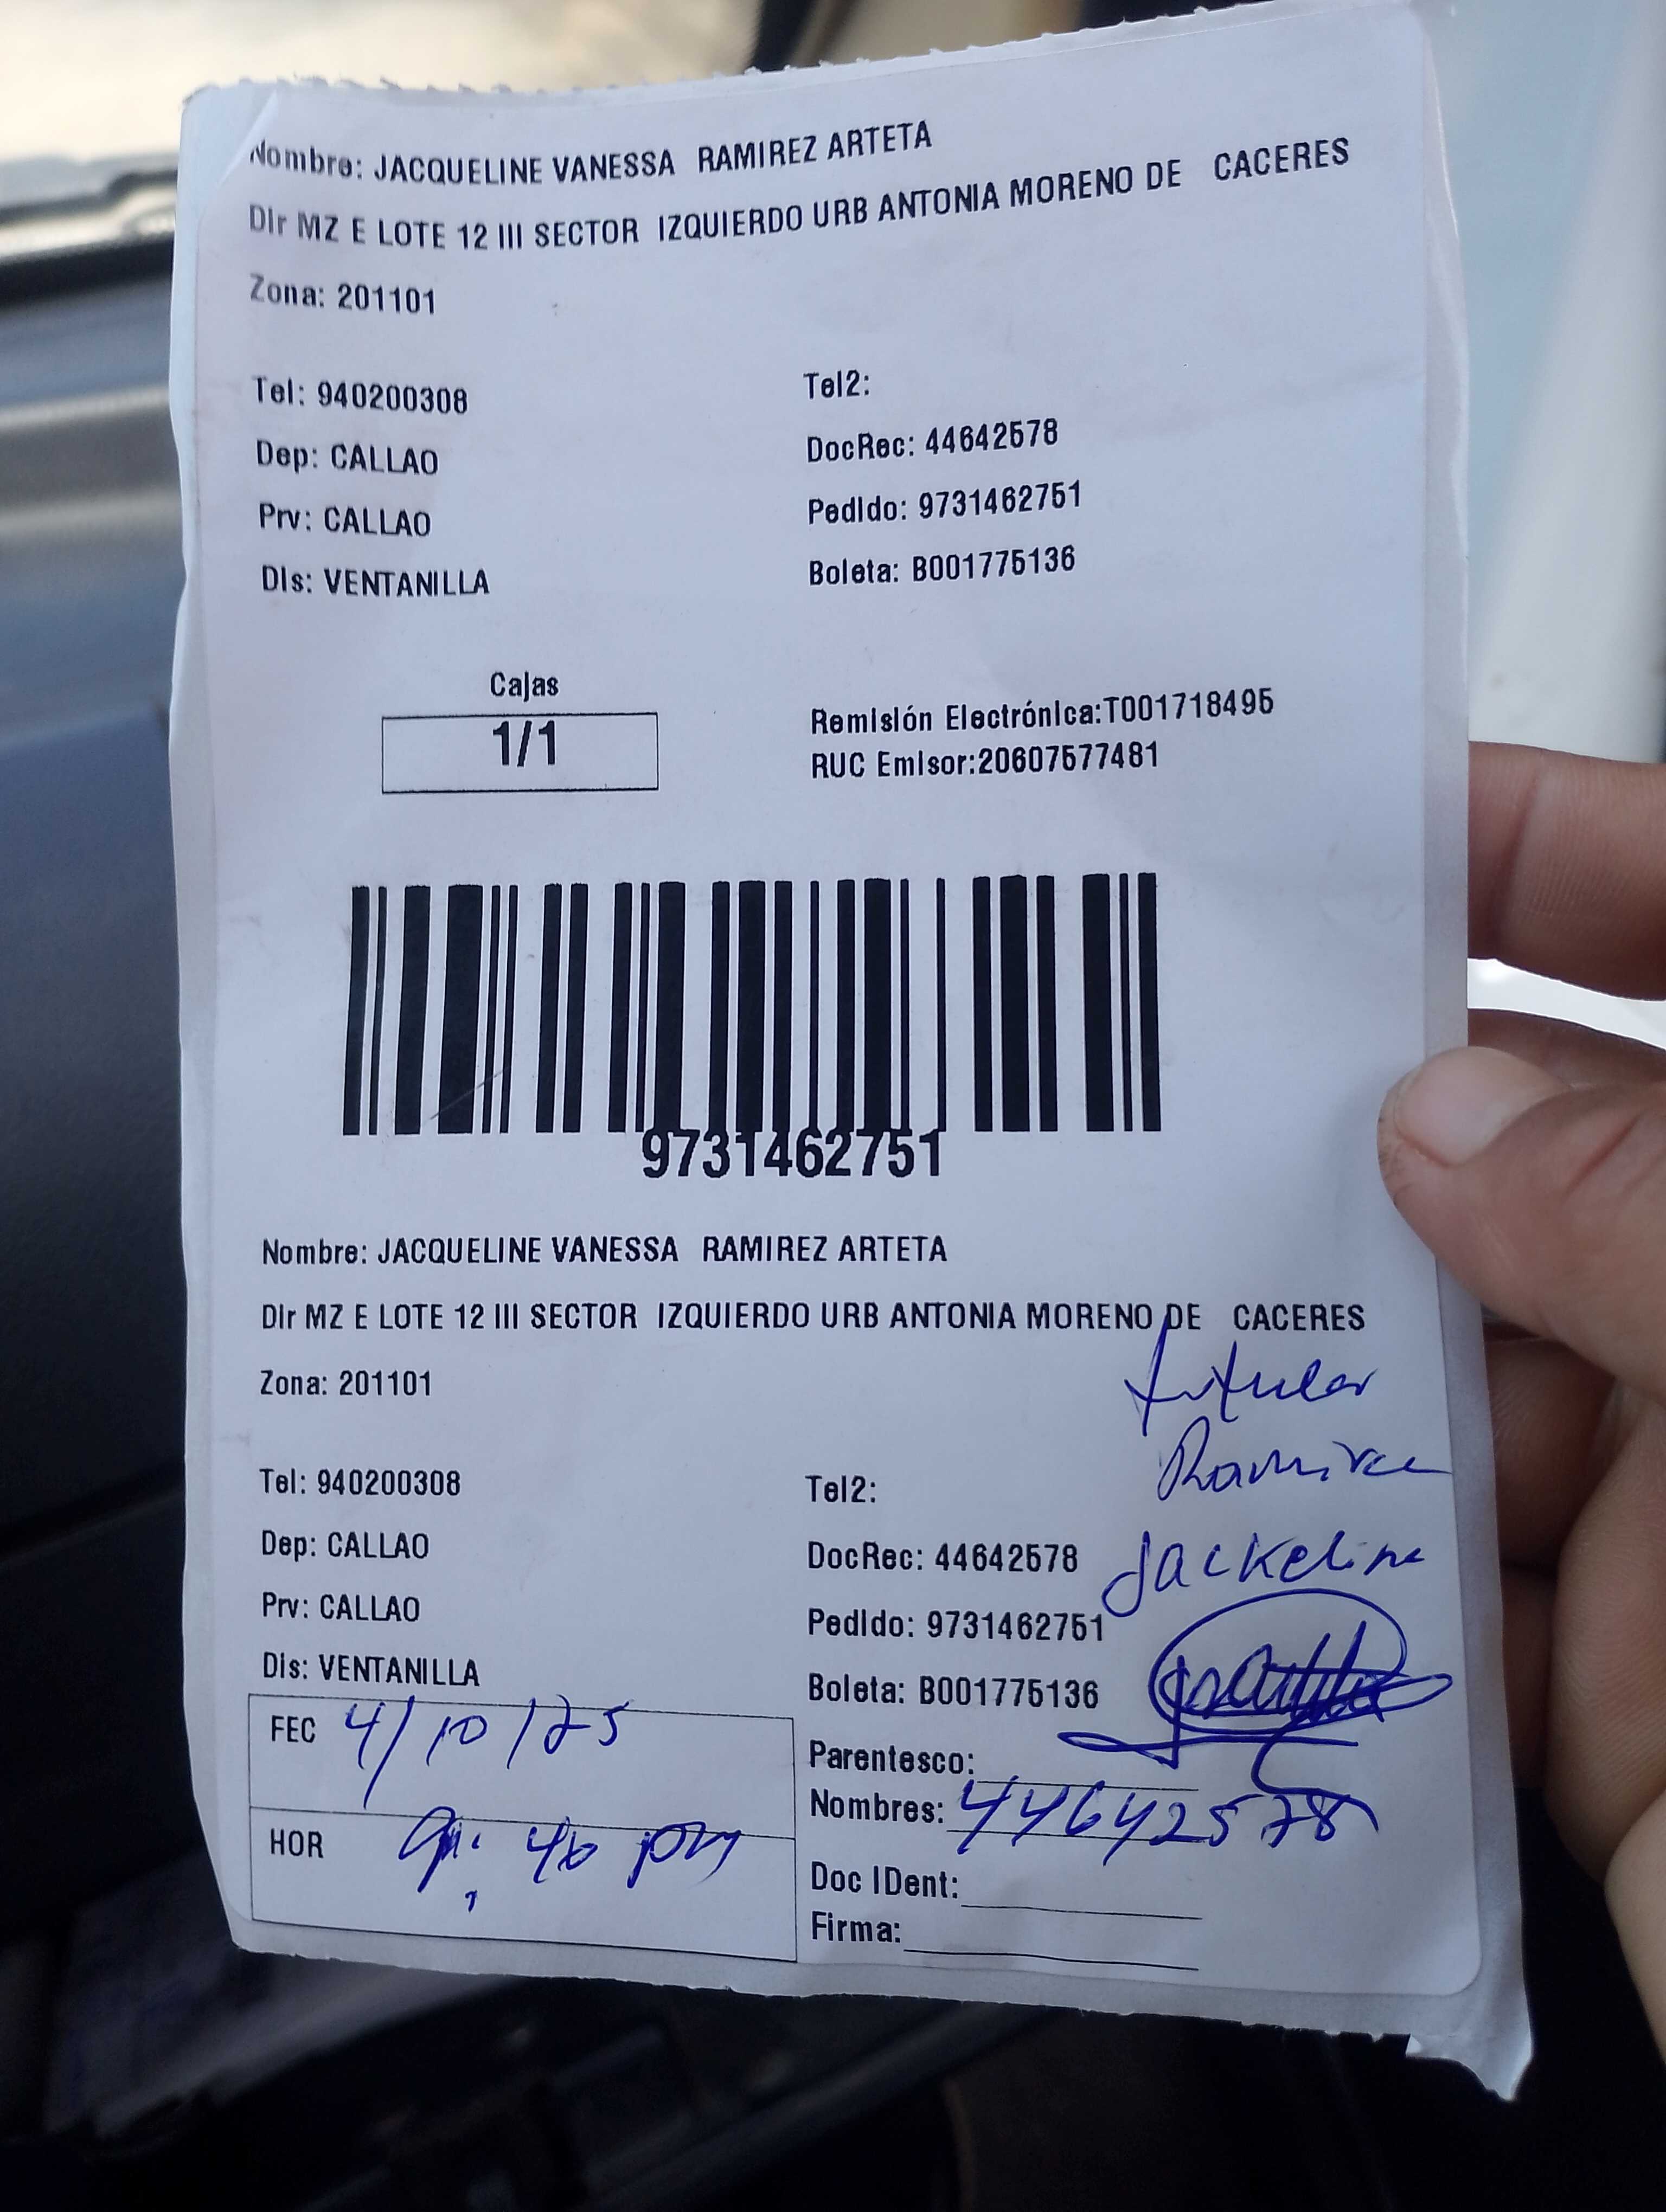 Nombre: JACQUELINE VANESSA RAMIREZ ARTETA
Dir MZ E LOTE 12 III SECTOR IZQUIERDO URB ANTONIA MORENO DE CACERES
Zona: 201101
Tel: 940200308
Tel2:
Dep: CALLAO
DocRec: 44642578
Prv: CALLAO
Pedido: 9731462751
Dis: VENTANILLA
Boleta: B001775136
Cajas
1/1
Remisión Electrónica:T001718495
RUC Emisor:20607577481
9731462751
Nombre: JACQUELINE VANESSA RAMIREZ ARTETA
Dir MZ E LOTE 12 III SECTOR IZQUIERDO URB ANTONIA MORENO DE CACERES
Zona: 201101
titular
Ramirez
Tel: 940200308
Tel2:
Dep: CALLAO
DocRec: 44642578 Jackeline
Prv: CALLAO
Pedido: 9731462751
Dis: VENTANILLA
Boleta: B001775136
FEC 4/10/25
Parentesco:
Nombres: 44642578
HOR 46 pm
Doc IDent:
Firma: